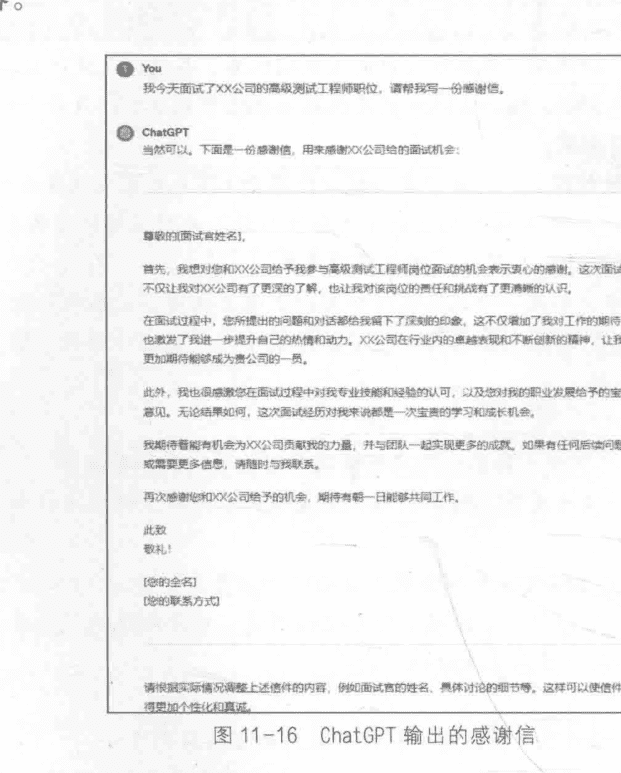 You
我今天面试了XX公司的高级测试工程师职位，请帮我写一份感谢信。
ChatGPT
当然可以。下面是一份感谢信，用来感谢XX公司给的面试机会：
尊敬的[面试官姓名]，
首先，我想对您和XX公司给予我参与高级测试工程师岗位面试的机会表示衷心的感谢。这次面试
不仅让我对XX公司有了更深的了解，也让我对该岗位的责任和挑战有了更清晰的认识。
在面试过程中，您所提出的问题和对话都给我留下了深刻的印象。这不仅增加了我对工作的期待
也激发了我进一步提升自己的热情和动力。XX公司在行业内的卓越表现和不断创新的精神，让我
更加期待能够成为贵公司的一员。
此外，我也很感激您在面试过程中对我专业技能和经验的认可，以及您对我的职业发展给予的宝
意见。无论结果如何，这次面试经历对我来说都是一次宝贵的学习和成长机会。
我期待着能有机会为XX公司贡献我的力量，并与团队一起实现更多的成就。如果有任何后续问题
或需要更多信息，请随时与我联系。
再次感谢您和XX公司给予的机会，期待有朝一日能够共同工作。
此致
敬礼！
[您的全名]
[您的联系方式]
请根据实际情况调整上述信件的内容，例如面试官的姓名、具体讨论的细节等。这样可以使信件
得更加个性化和真诚。
图 11-16 ChatGPT 输出的感谢信